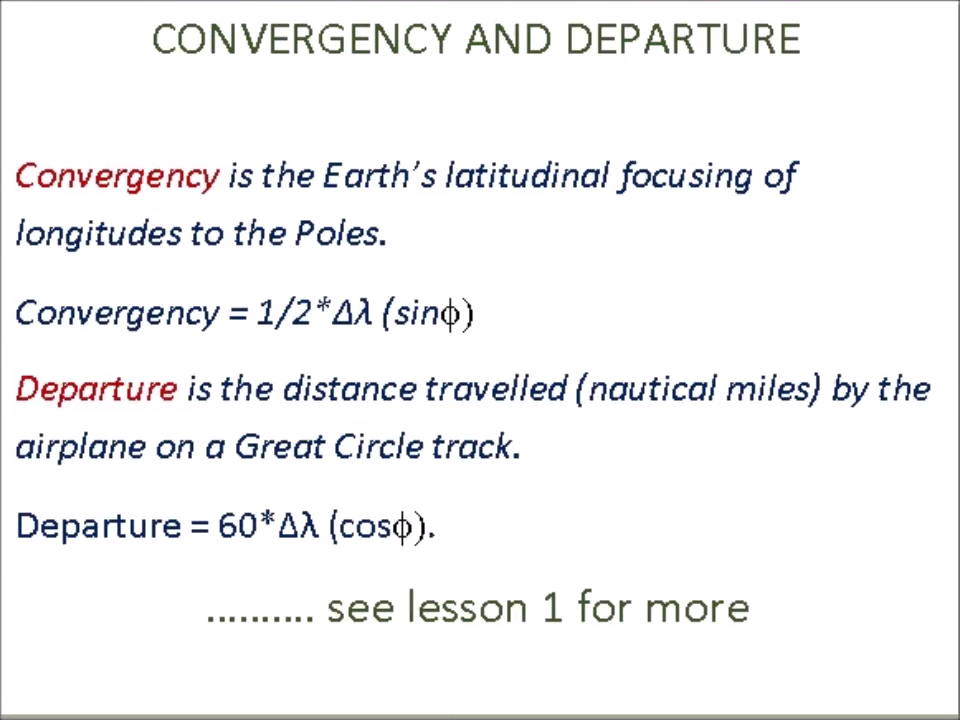 CONVERGENCY AND DEPARTURE
Convergency is the Earth's latitudinal focusing of
longitudes to the Poles.
Convergency = 1/2*Δλ (sinϕ)
Departure is the distance travelled (nautical miles) by the
airplane on a Great Circle track.
Departure = 60*Δλ (cosϕ).
.......... see lesson 1 for more